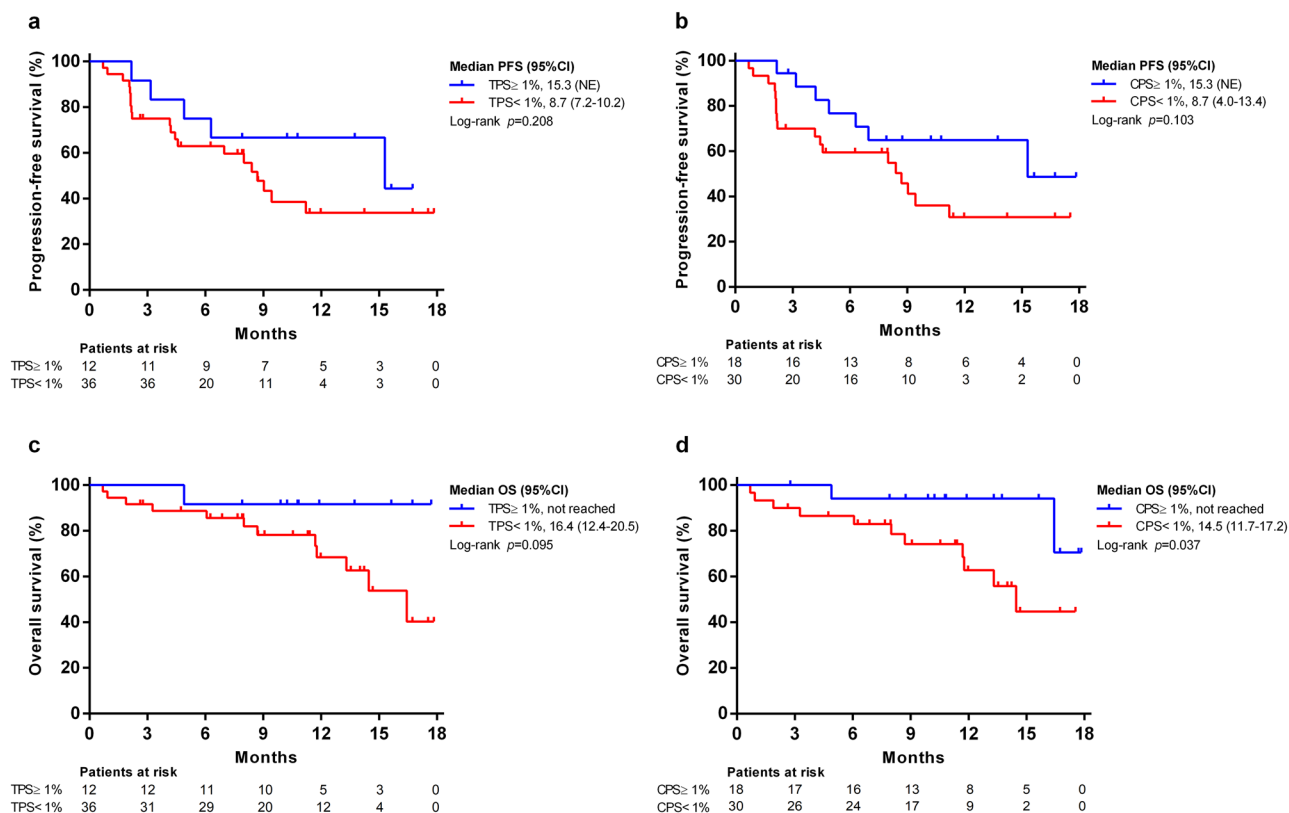 a
Progression-free survival (%)
100
80
60
40
20
0
0 3 6 9 12 15 18
Months
Median PFS (95%CI)
TPS≥ 1%, 15.3 (NE)
TPS< 1%, 8.7 (7.2-10.2)
Log-rank p=0.208
Patients at risk
TPS≥ 1% 12 11 9 7 5 3 0
TPS< 1% 36 36 20 11 4 3 0
b
Progression-free survival (%)
100
80
60
40
20
0
0 3 6 9 12 15 18
Months
Median PFS (95%CI)
CPS≥ 1%, 15.3 (NE)
CPS< 1%, 8.7 (4.0-13.4)
Log-rank p=0.103
Patients at risk
CPS≥ 1% 18 16 13 8 6 4 0
CPS< 1% 30 20 16 10 3 2 0
c
Overall survival (%)
100
80
60
40
20
0
0 3 6 9 12 15 18
Months
Median OS (95%CI)
TPS≥ 1%, not reached
TPS< 1%, 16.4 (12.4-20.5)
Log-rank p=0.095
Patients at risk
TPS≥ 1% 12 12 11 10 5 3 0
TPS< 1% 36 31 29 20 12 4 0
d
Overall survival (%)
100
80
60
40
20
0
0 3 6 9 12 15 18
Months
Median OS (95%CI)
CPS≥ 1%, not reached
CPS< 1%, 14.5 (11.7-17.2)
Log-rank p=0.037
Patients at risk
CPS≥ 1% 18 17 16 13 8 5 0
CPS< 1% 30 26 24 17 9 2 0